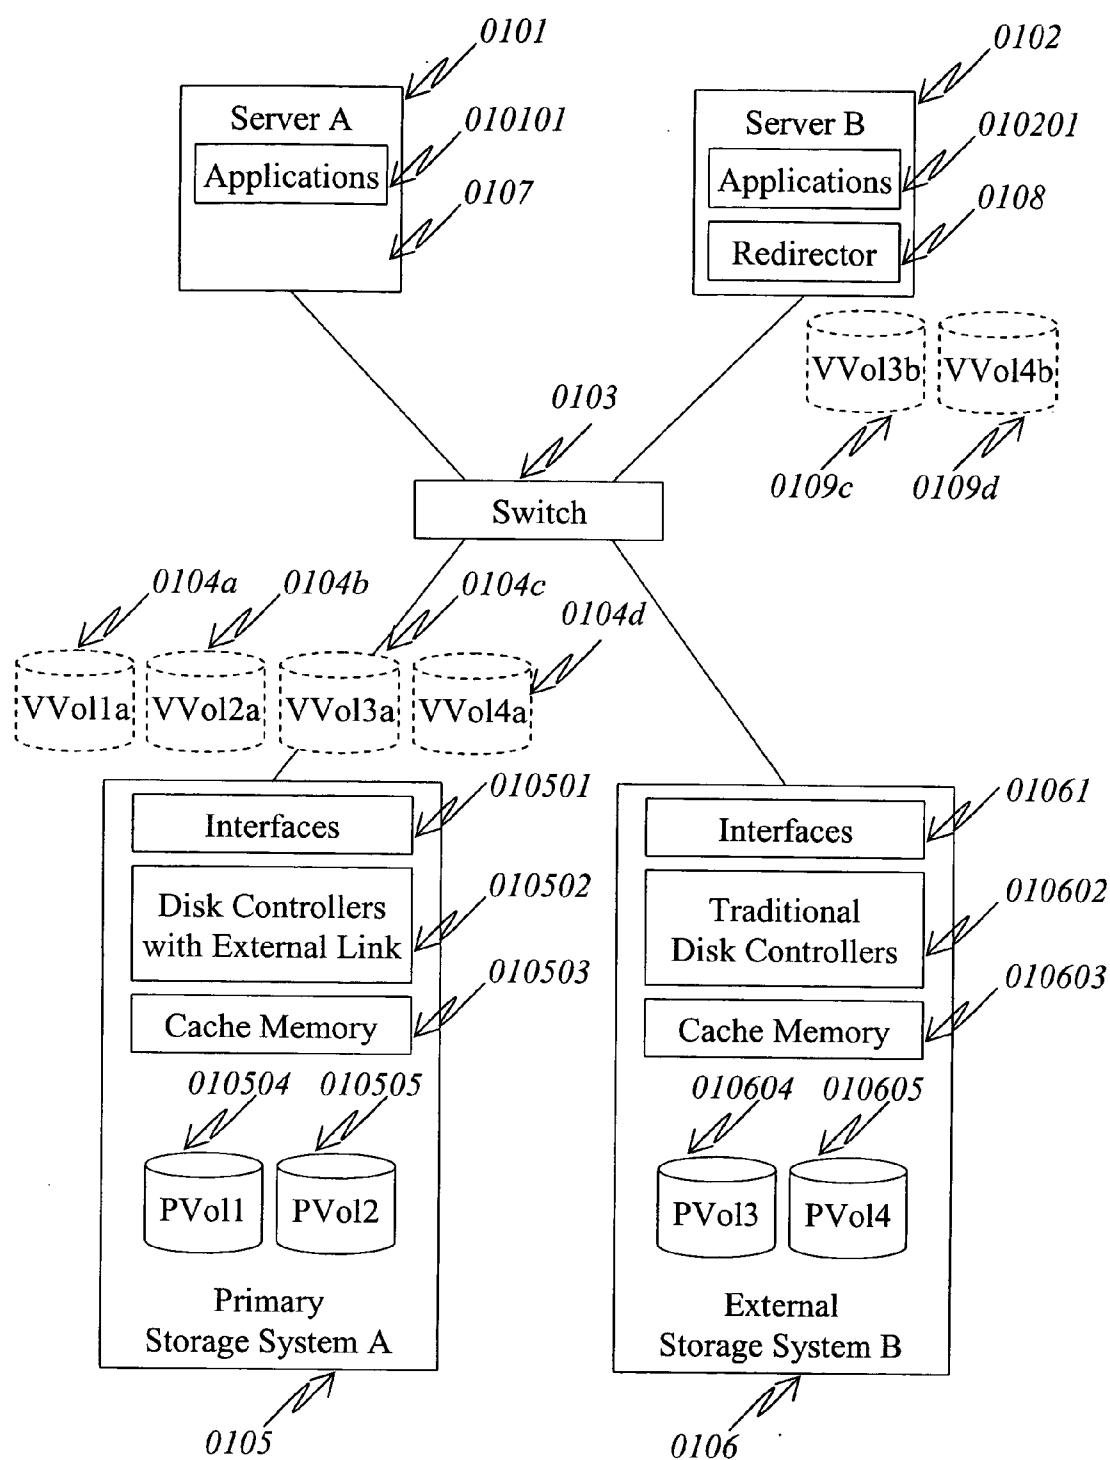 0101
0102
Server A
010101
Server B
010201
Applications
Applications
0107
0108
Redirector
VVol3b
VVol4b
0103
0109c
0109d
Switch
0104a
0104b
0104c
0104d
VVol1a
VVol2a
VVol3a
VVol4a
010501
01061
Interfaces
Interfaces
010502
010602
Disk Controllers
with External Link
Traditional
Disk Controllers
010503
010603
Cache Memory
Cache Memory
010504
010505
010604
010605
PVol1
PVol2
PVol3
PVol4
Primary
Storage System A
External
Storage System B
0105
0106